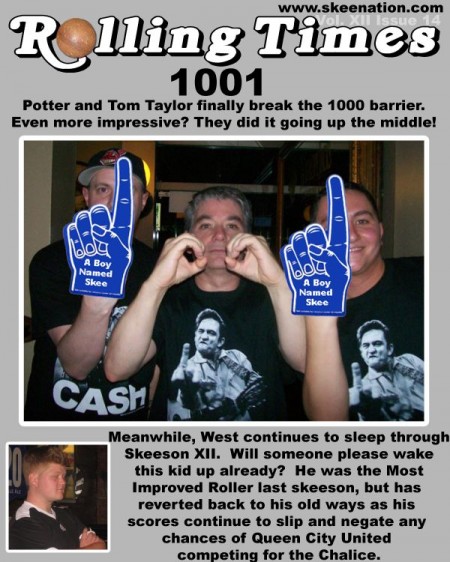 www.skeenation.com
Vol. XII Issue 14
Rolling Times
1001
Potter and Tom Taylor finally break the 1000 barrier.
Even more impressive? They did it going up the middle!
A Boy
Named
Skee
A Boy
Named
Skee
CASH
Meanwhile, West continues to sleep through
Skeeson XII. Will someone please wake
this kid up already? He was the Most
Improved Roller last skeeson, but has
reverted back to his old ways as his
scores continue to slip and negate any
chances of Queen City United
competing for the Chalice.